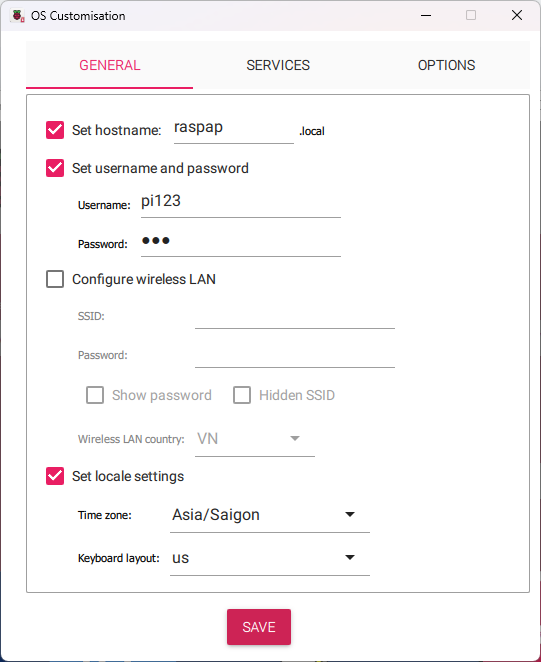 OS Customisation
GENERAL SERVICES OPTIONS
Set hostname: raspap .local
Set username and password
Username: pi123
Password: ●●●
Configure wireless LAN
SSID:
Password:
Show password Hidden SSID
Wireless LAN country: VN
Set locale settings
Time zone: Asia/Saigon
Keyboard layout: us
SAVE